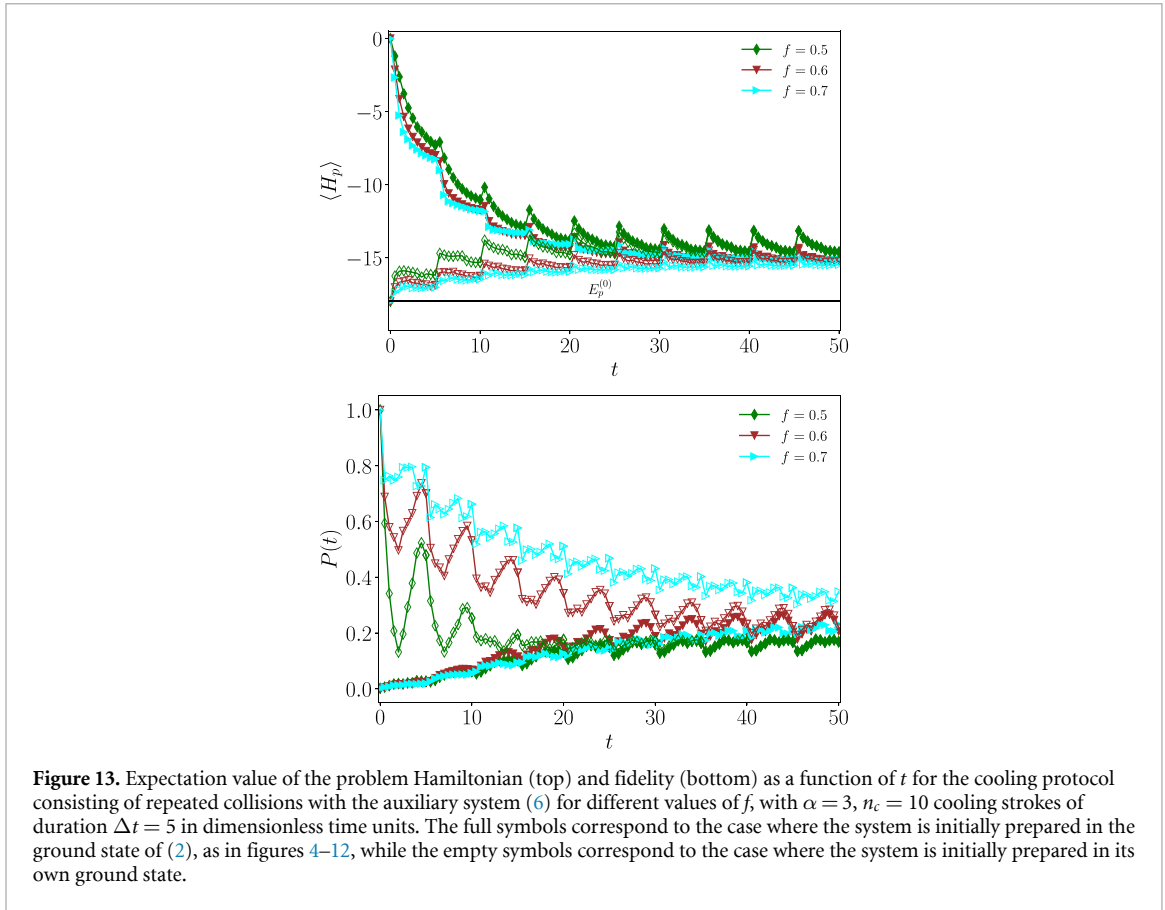 0
−5
−10
−15
⟨H_p⟩
f = 0.5
f = 0.6
f = 0.7
E_p^{(0)}
0 10 20 30 40 50
t
1.0
0.8
0.6
0.4
0.2
0.0
P(t)
f = 0.5
f = 0.6
f = 0.7
0 10 20 30 40 50
t
Figure 13. Expectation value of the problem Hamiltonian (top) and fidelity (bottom) as a function of t for the cooling protocol
consisting of repeated collisions with the auxiliary system (6) for different values of f, with α = 3, n_c = 10 cooling strokes of
duration Δt = 5 in dimensionless time units. The full symbols correspond to the case where the system is initially prepared in the
ground state of (2), as in figures 4–12, while the empty symbols correspond to the case where the system is initially prepared in its
own ground state.